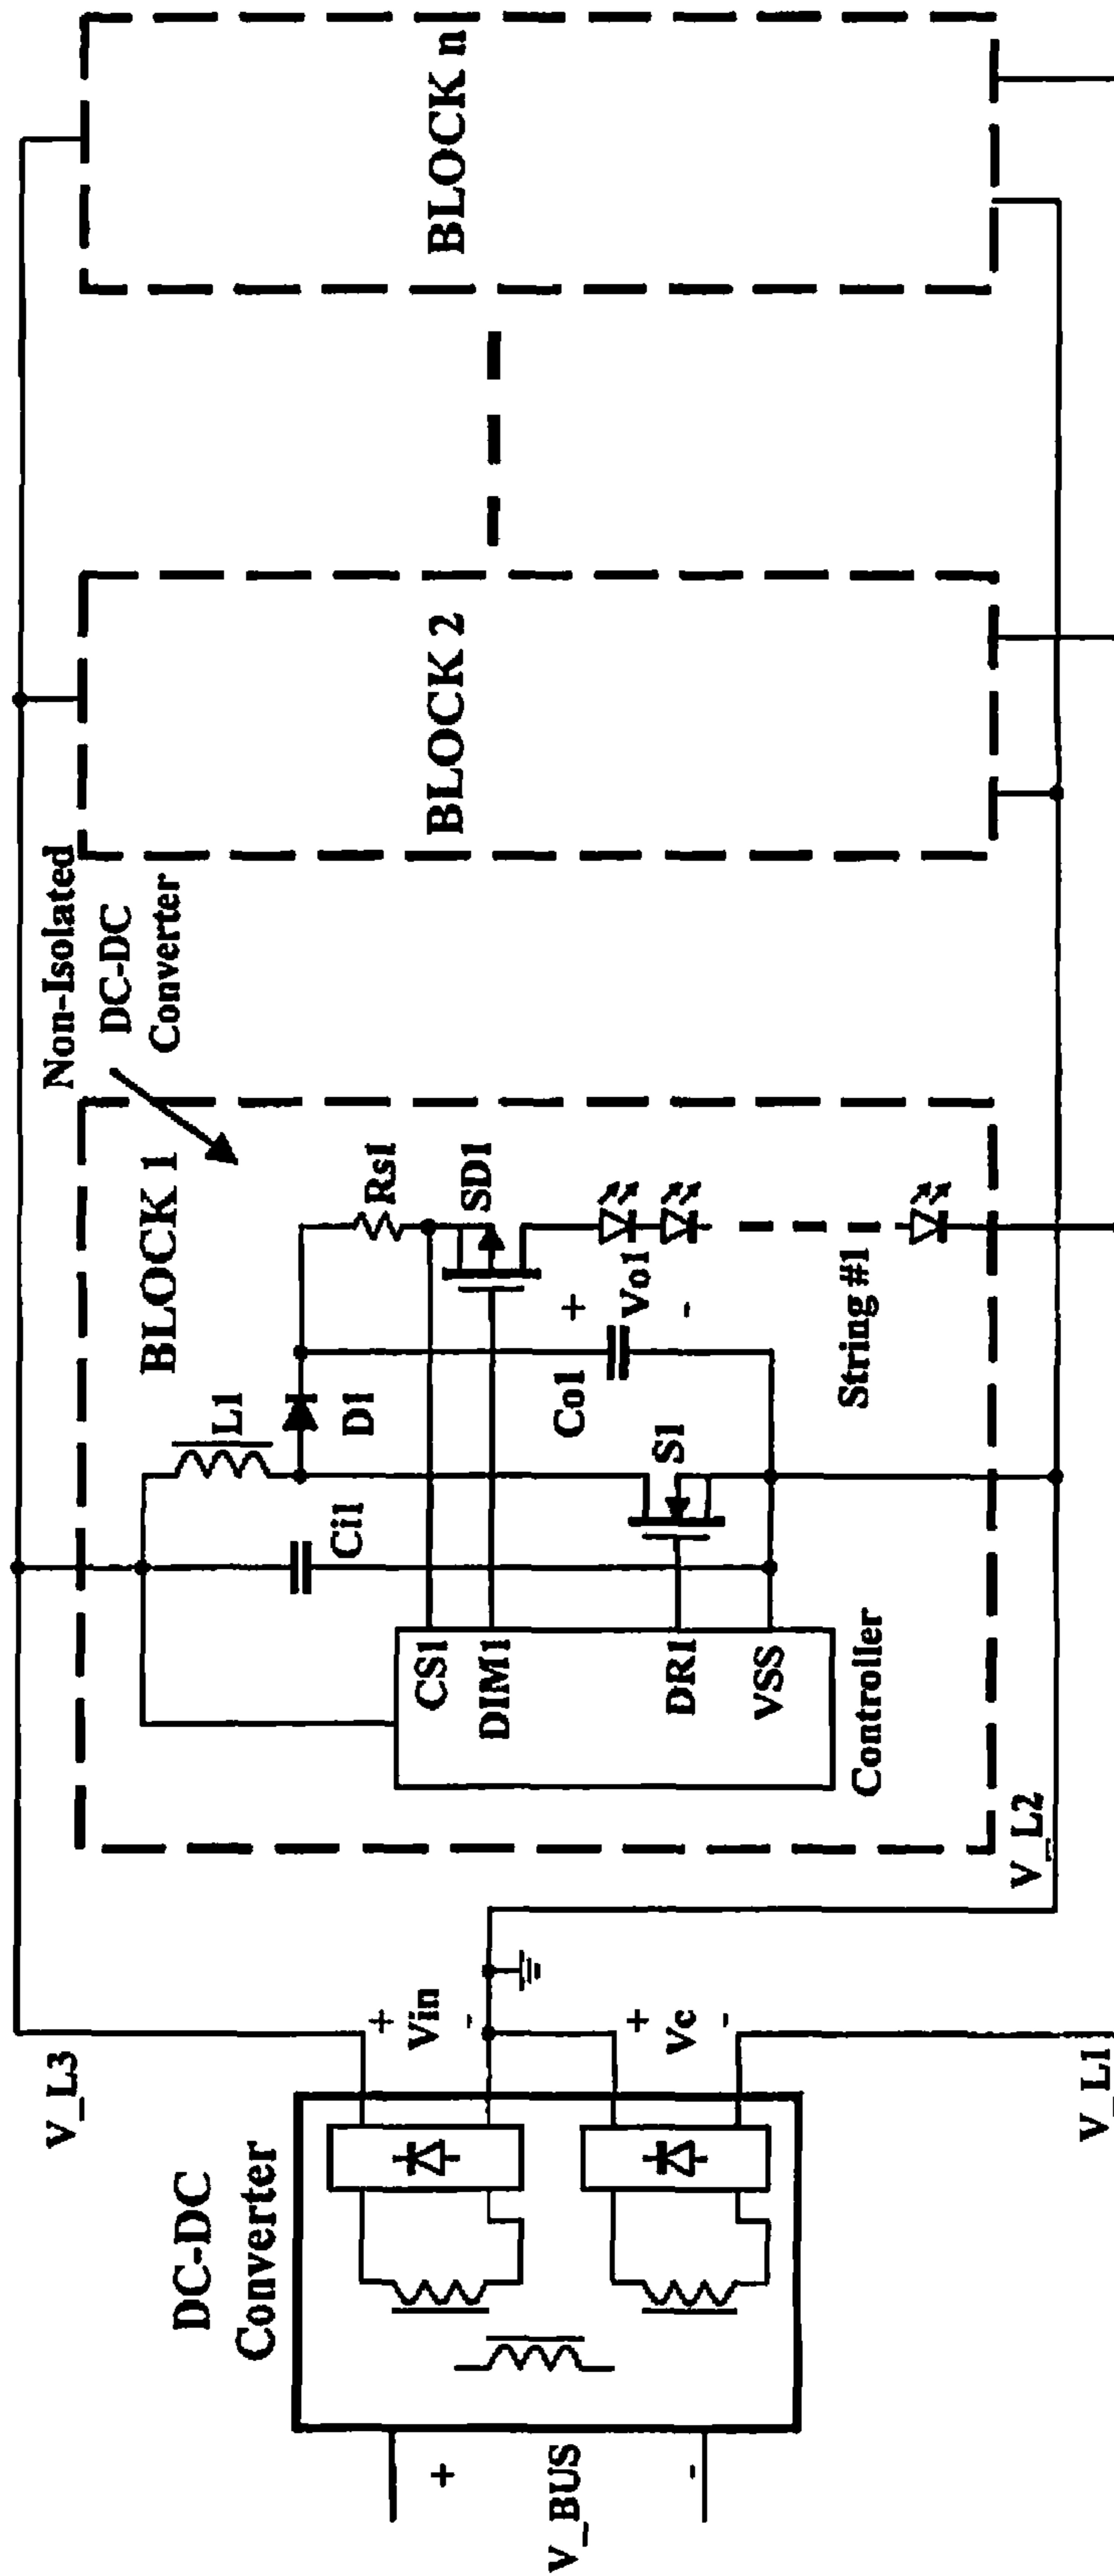 V_BUS
+
-
DC-DC
Converter
V_L3
+
Vin
-
+
Vc
-
V_L1
V_L2
BLOCK 1
Controller
CS1
DIM1
DR1
VSS
Ci1
L1
D1
S1
Co1
+
Vo1
-
Rs1
SD1
String #1
Non-Isolated
DC-DC
Converter
BLOCK 2
BLOCK n